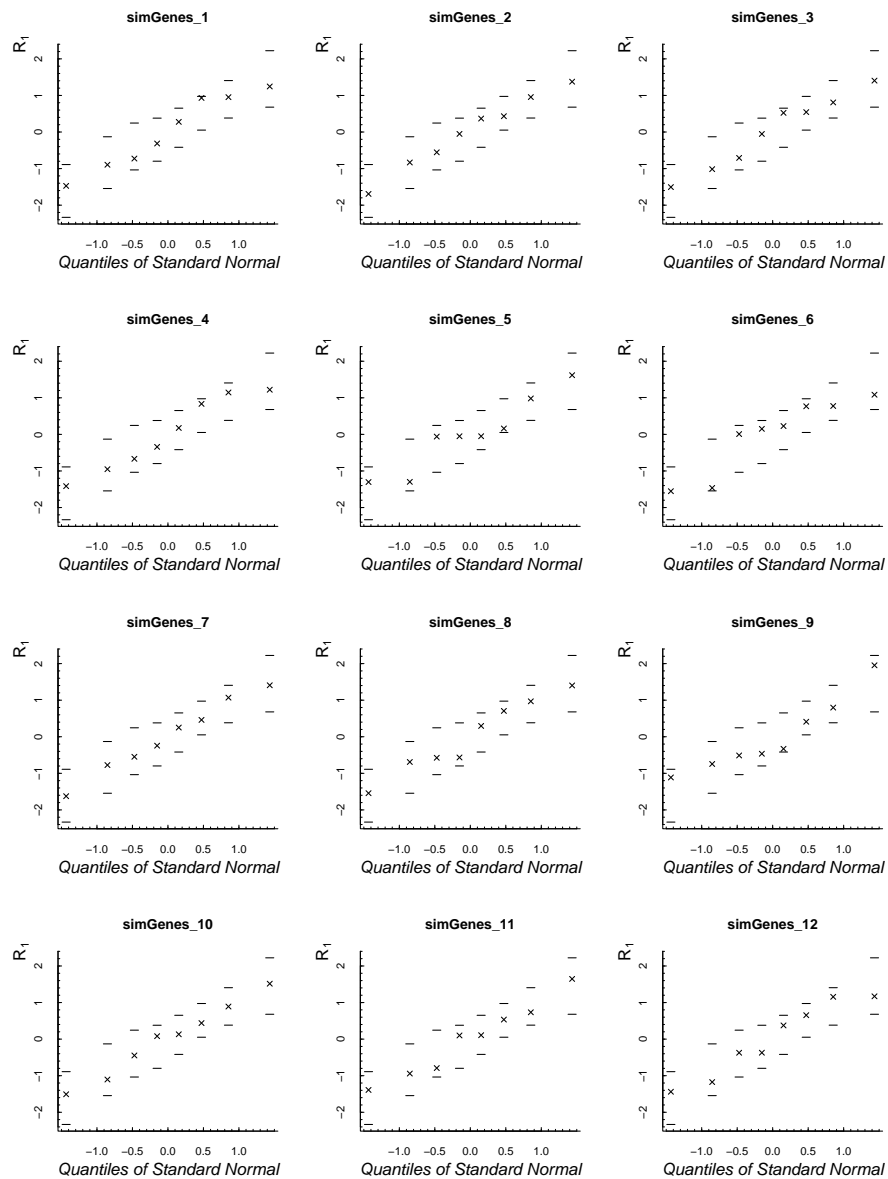 simGenes_1 simGenes_2 simGenes_3
R1 R1 R1
2 2 2
1 1 1
0 0 0
−1 −1 −1
−2 −2 −2
−1.0 −0.5 0.0 0.5 1.0 −1.0 −0.5 0.0 0.5 1.0 −1.0 −0.5 0.0 0.5 1.0
Quantiles of Standard Normal Quantiles of Standard Normal Quantiles of Standard Normal
simGenes_4 simGenes_5 simGenes_6
R1 R1 R1
2 2 2
1 1 1
0 0 0
−1 −1 −1
−2 −2 −2
−1.0 −0.5 0.0 0.5 1.0 −1.0 −0.5 0.0 0.5 1.0 −1.0 −0.5 0.0 0.5 1.0
Quantiles of Standard Normal Quantiles of Standard Normal Quantiles of Standard Normal
simGenes_7 simGenes_8 simGenes_9
R1 R1 R1
2 2 2
1 1 1
0 0 0
−1 −1 −1
−2 −2 −2
−1.0 −0.5 0.0 0.5 1.0 −1.0 −0.5 0.0 0.5 1.0 −1.0 −0.5 0.0 0.5 1.0
Quantiles of Standard Normal Quantiles of Standard Normal Quantiles of Standard Normal
simGenes_10 simGenes_11 simGenes_12
R1 R1 R1
2 2 2
1 1 1
0 0 0
−1 −1 −1
−2 −2 −2
−1.0 −0.5 0.0 0.5 1.0 −1.0 −0.5 0.0 0.5 1.0 −1.0 −0.5 0.0 0.5 1.0
Quantiles of Standard Normal Quantiles of Standard Normal Quantiles of Standard Normal